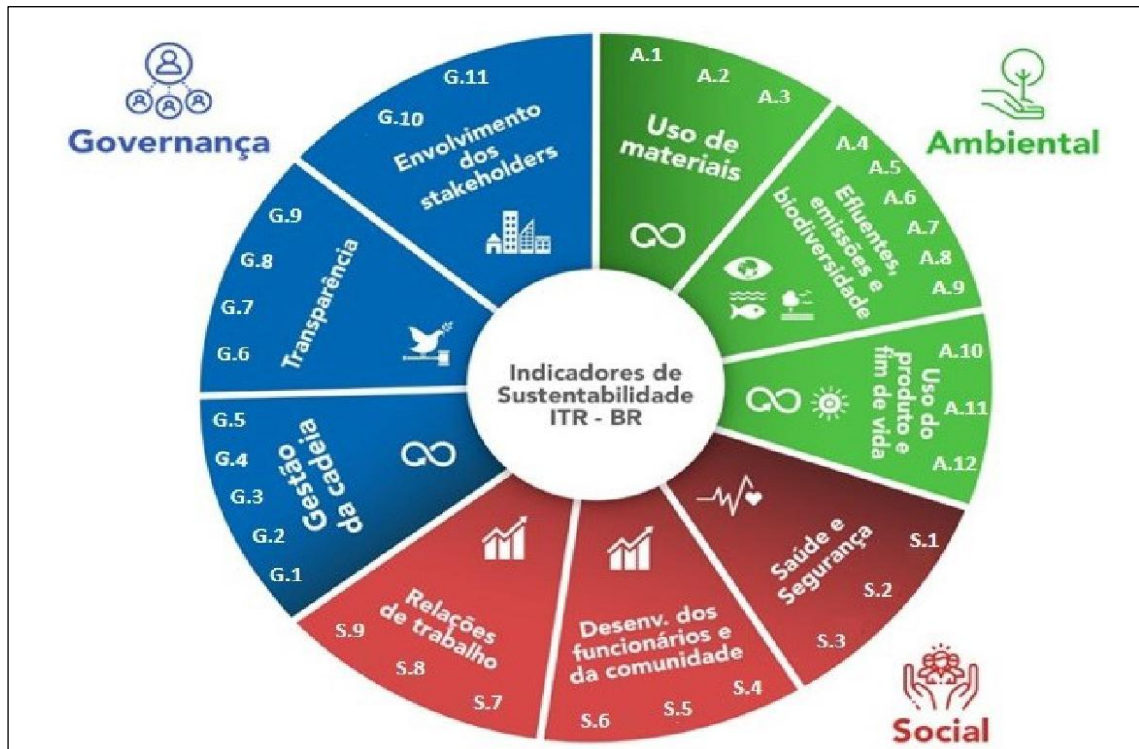 Governança
Ambiental
Social
Indicadores de
Sustentabilidade
ITR - BR
A.1
A.2
A.3
Uso de
materiais
A.4
A.5
A.6
A.7
A.8
A.9
Efluentes,
emissões e
biodiversidade
A.10
A.11
A.12
Uso do
produto e
fim de vida
S.1
S.2
S.3
Saúde e
Segurança
S.4
S.5
S.6
Desenv. dos
funcionários e
da comunidade
S.7
S.8
S.9
Relações
de trabalho
G.1
G.2
G.3
G.4
G.5
Gestão
da cadeia
G.6
G.7
G.8
G.9
Transparência
G.10
G.11
Envolvimento
dos
stakeholders